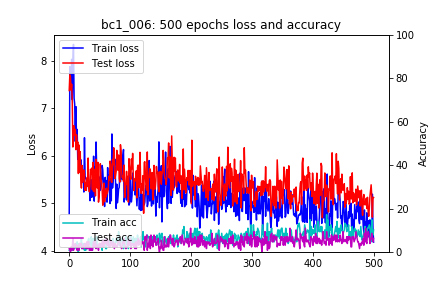 bc1_006: 500 epochs loss and accuracy
Train loss
Test loss
Train acc
Test acc
Loss
Accuracy
8
7
6
5
4
100
80
60
40
20
0
0
100
200
300
400
500